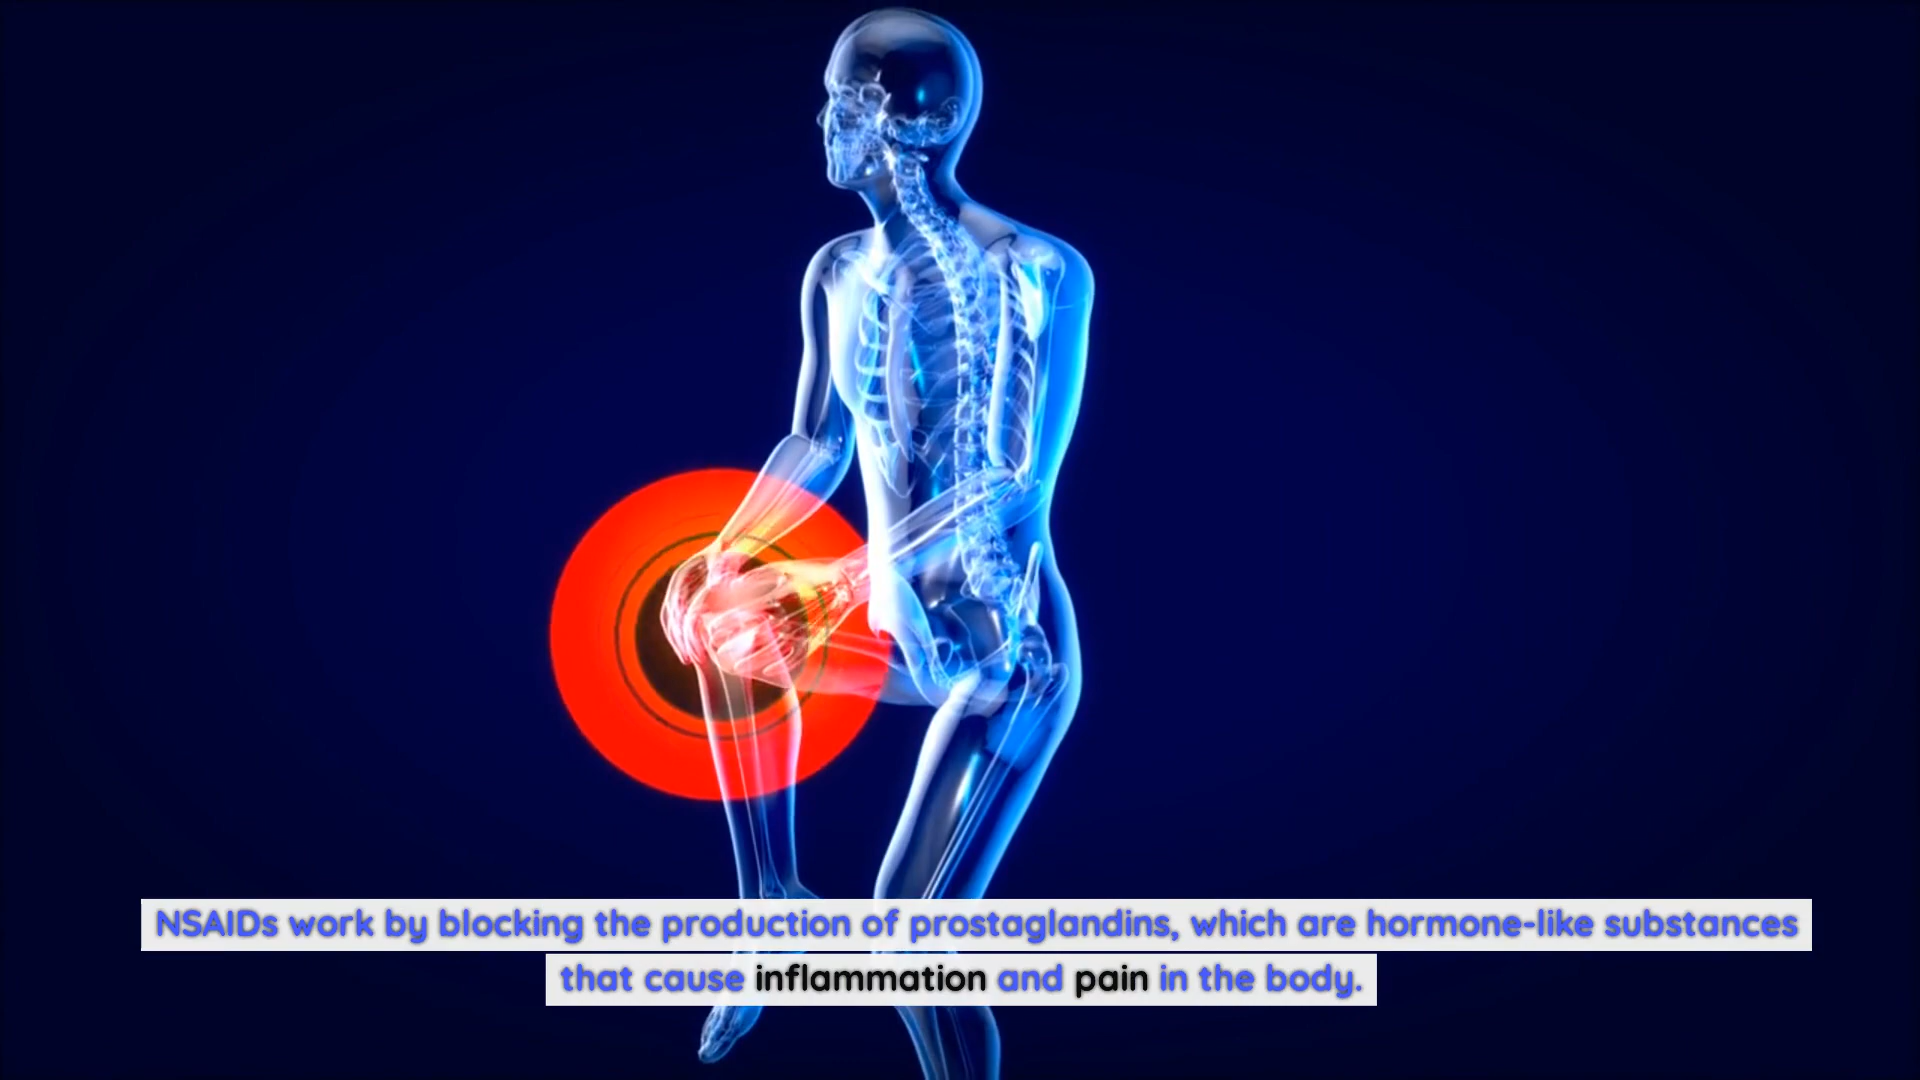 NSAIDs work by blocking the production of prostaglandins, which are hormone-like substances
that cause inflammation and pain in the body.